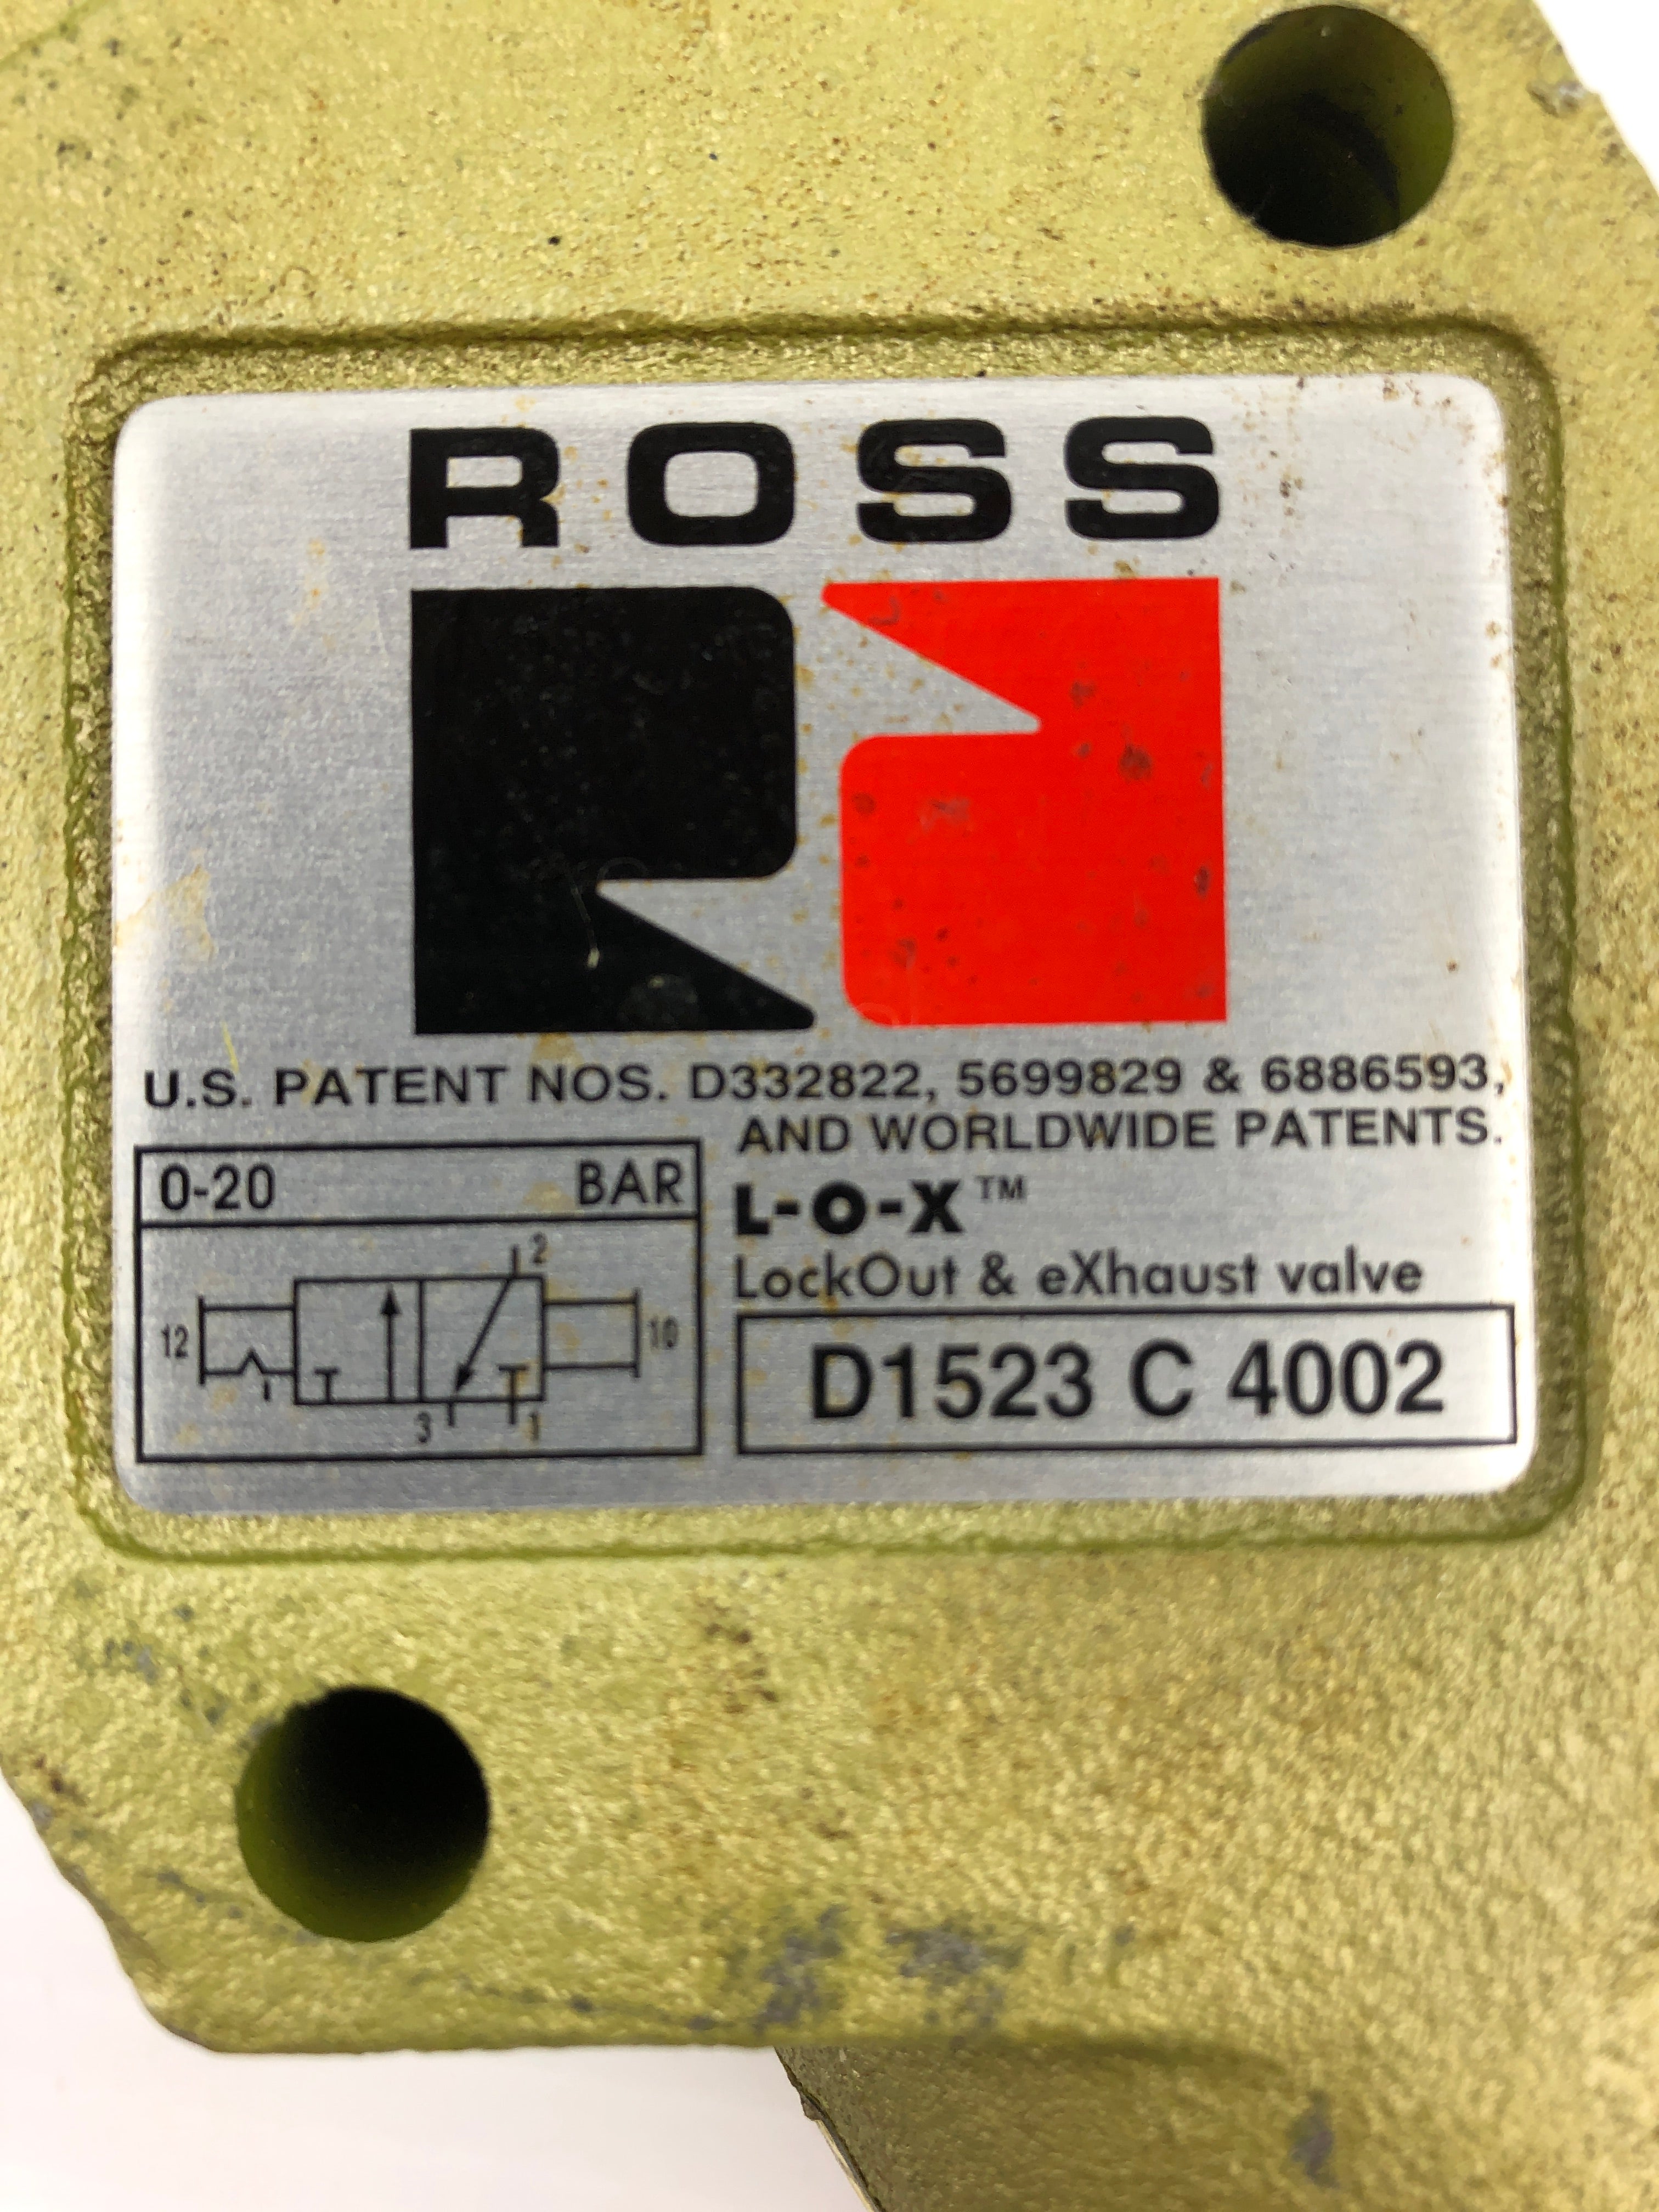 ROSS
U.S. PATENT NOS. D332822, 5699829 & 6886593,
AND WORLDWIDE PATENTS.
0-20 BAR
2
12
10
3 1
L-O-X™
LockOut & eXhaust valve
D1523 C 4002